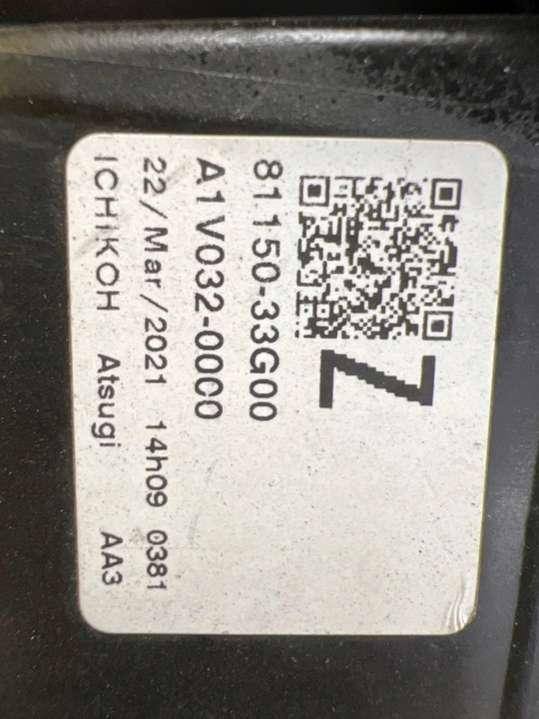 Z
81150-33G00
A1V032-0000
22/Mar/2021 14h09 0381
ICHIKOH Atsugi AA3